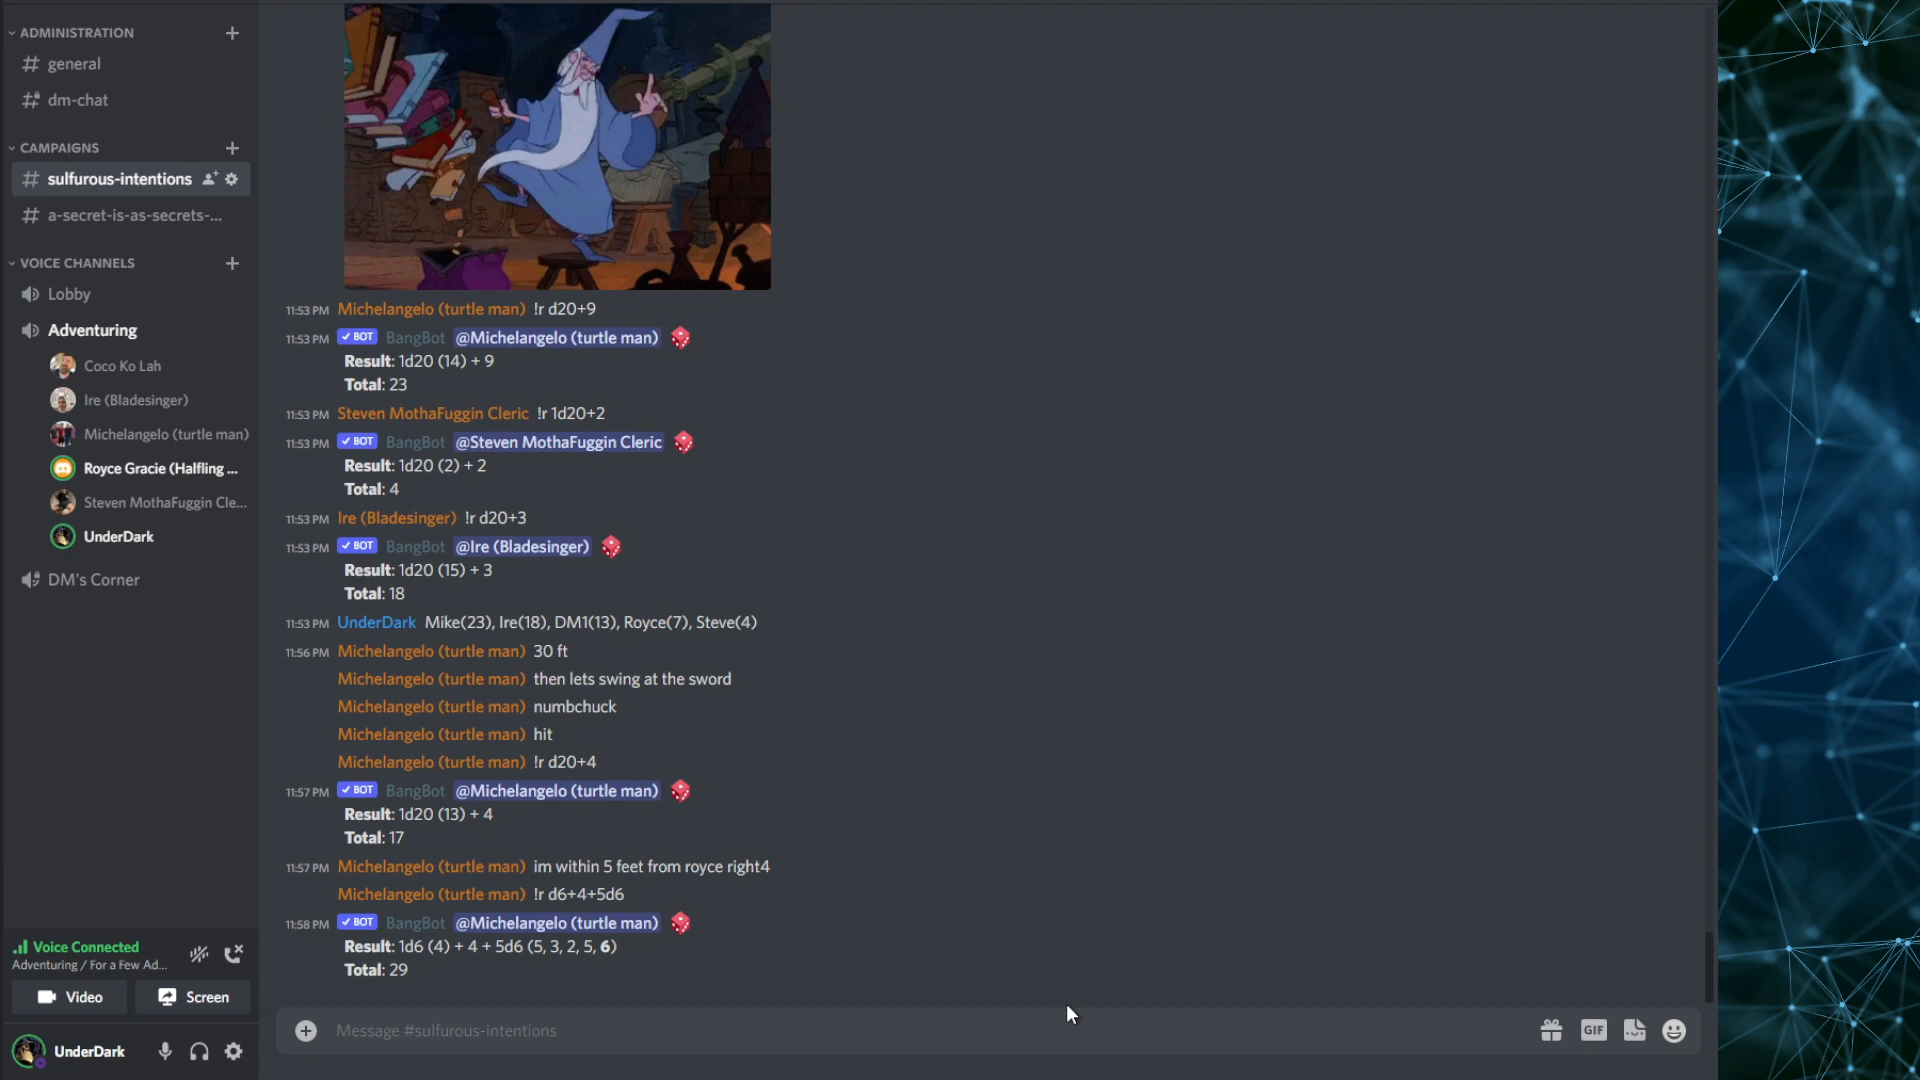 ADMINISTRATION
general
dm-chat
CAMPAIGNS
sulfurous-intentions
a-secret-is-as-secrets-...
VOICE CHANNELS
Lobby
Adventuring
Coco Ko Lah
Ire (Bladesinger)
Michelangelo (turtle man)
Royce Gracie (Halfling ...
Steven MothaFuggin Cle...
UnderDark
DM's Corner
Voice Connected
Adventuring / For a Few Ad...
Video
Screen
UnderDark
11:53 PM Michelangelo (turtle man) !r d20+9
11:53 PM BOT BangBot @Michelangelo (turtle man)
Result: 1d20 (14) + 9
Total: 23
11:53 PM Steven MothaFuggin Cleric !r 1d20+2
11:53 PM BOT BangBot @Steven MothaFuggin Cleric
Result: 1d20 (2) + 2
Total: 4
11:53 PM Ire (Bladesinger) !r d20+3
11:53 PM BOT BangBot @Ire (Bladesinger)
Result: 1d20 (15) + 3
Total: 18
11:53 PM UnderDark Mike(23), Ire(18), DM1(13), Royce(7), Steve(4)
11:56 PM Michelangelo (turtle man) 30 ft
Michelangelo (turtle man) then lets swing at the sword
Michelangelo (turtle man) numbchuck
Michelangelo (turtle man) hit
Michelangelo (turtle man) !r d20+4
11:57 PM BOT BangBot @Michelangelo (turtle man)
Result: 1d20 (13) + 4
Total: 17
11:57 PM Michelangelo (turtle man) im within 5 feet from royce right4
Michelangelo (turtle man) !r d6+4+5d6
11:58 PM BOT BangBot @Michelangelo (turtle man)
Result: 1d6 (4) + 4 + 5d6 (5, 3, 2, 5, 6)
Total: 29
Message #sulfurous-intentions
GIF